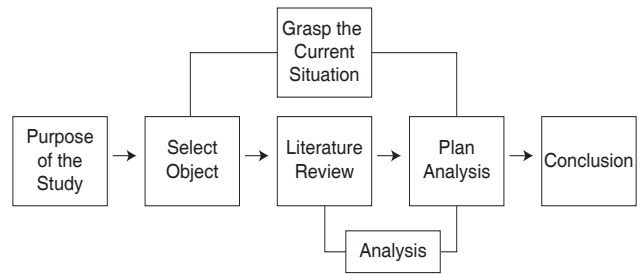 Grasp the
Current
Situation
Purpose
of the
Study
Select
Object
Literature
Review
Plan
Analysis
Conclusion
Analysis